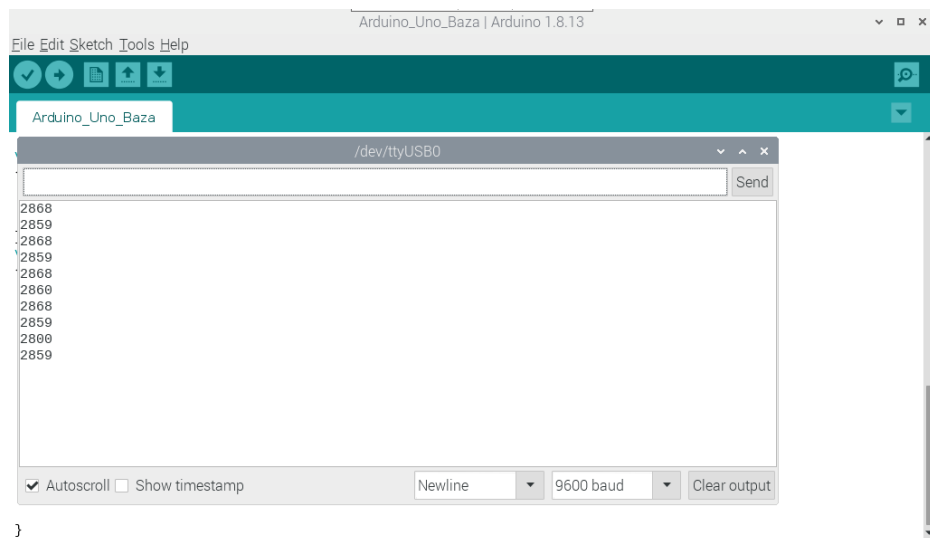 Arduino_Uno_Baza | Arduino 1.8.13
File Edit Sketch Tools Help
Arduino_Uno_Baza
/dev/ttyUSB0
Send
2868
2859
2868
2859
2868
2860
2868
2859
2800
2859
Autoscroll Show timestamp Newline 9600 baud Clear output
}